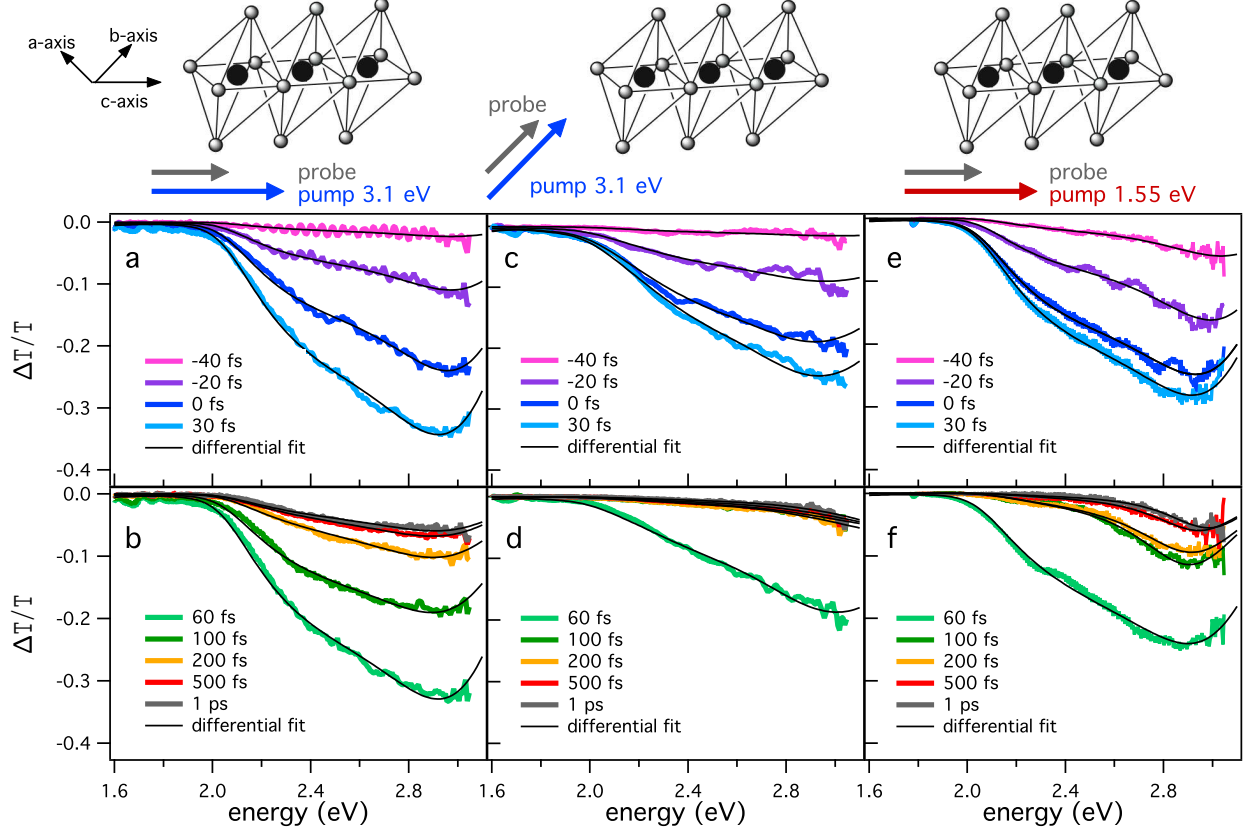 a-axis
b-axis
c-axis
probe
pump 3.1 eV
probe
pump 3.1 eV
probe
pump 1.55 eV
ΔT/T
0.0
-0.1
-0.2
-0.3
-0.4
a
-40 fs
-20 fs
0 fs
30 fs
differential fit
c
-40 fs
-20 fs
0 fs
30 fs
differential fit
e
-40 fs
-20 fs
0 fs
30 fs
differential fit
ΔT/T
0.0
-0.1
-0.2
-0.3
-0.4
b
60 fs
100 fs
200 fs
500 fs
1 ps
differential fit
d
60 fs
100 fs
200 fs
500 fs
1 ps
differential fit
f
60 fs
100 fs
200 fs
500 fs
1 ps
differential fit
1.6 2.0 2.4 2.8
energy (eV)
1.6 2.0 2.4 2.8
energy (eV)
1.6 2.0 2.4 2.8
energy (eV)